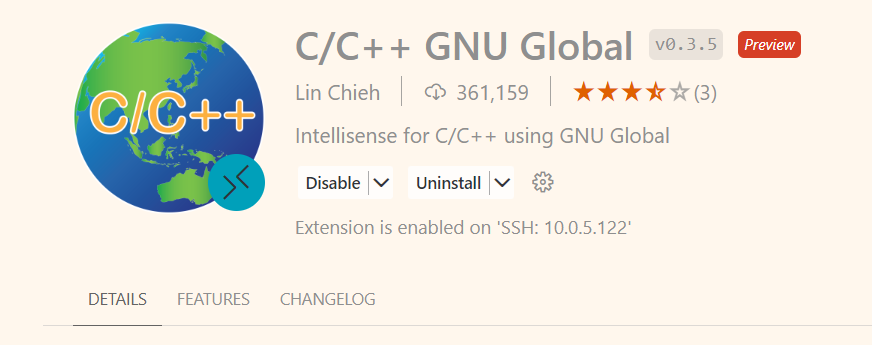 C/C++ GNU Global v0.3.5 Preview
C/C++
Lin Chieh 361,159 (3)
Intellisense for C/C++ using GNU Global
Disable Uninstall
Extension is enabled on 'SSH: 10.0.5.122'
DETAILS FEATURES CHANGELOG